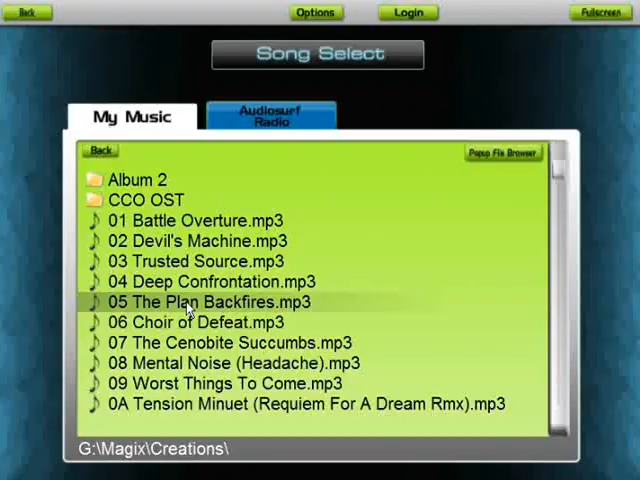 Back
Options
Login
Fullscreen
Song Select
My Music
Audiosurf
Radio
Back
Popup File Browser
Album 2
CCO OST
01 Battle Overture.mp3
02 Devil's Machine.mp3
03 Trusted Source.mp3
04 Deep Confrontation.mp3
05 The Plan Backfires.mp3
06 Choir of Defeat.mp3
07 The Cenobite Succumbs.mp3
08 Mental Noise (Headache).mp3
09 Worst Things To Come.mp3
0A Tension Minuet (Requiem For A Dream Rmx).mp3
G:\Magix\Creations\